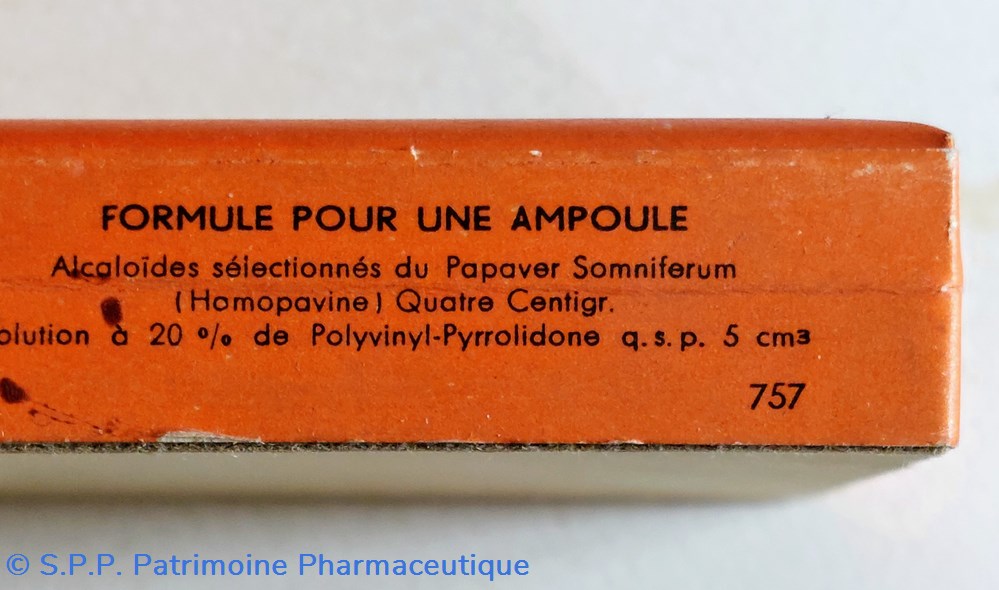 FORMULE POUR UNE AMPOULE
Alcaloïdes sélectionnés du Papaver Somniferum
(Homopavine) Quatre Centigr.
olution à 20 % de Polyvinyl-Pyrrolidone q.s.p. 5 cm3
757
© S.P.P. Patrimoine Pharmaceutique